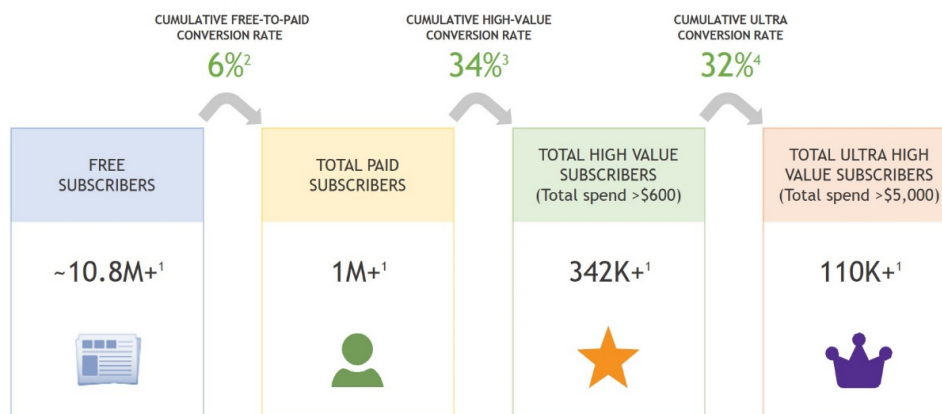 CUMULATIVE FREE-TO-PAID
CONVERSION RATE
6%²
CUMULATIVE HIGH-VALUE
CONVERSION RATE
34%³
CUMULATIVE ULTRA
CONVERSION RATE
32%⁴
FREE
SUBSCRIBERS
~10.8M+¹
TOTAL PAID
SUBSCRIBERS
1M+¹
TOTAL HIGH VALUE
SUBSCRIBERS
(Total spend >$600)
342K+¹
TOTAL ULTRA HIGH
VALUE SUBSCRIBERS
(Total spend >$5,000)
110K+¹